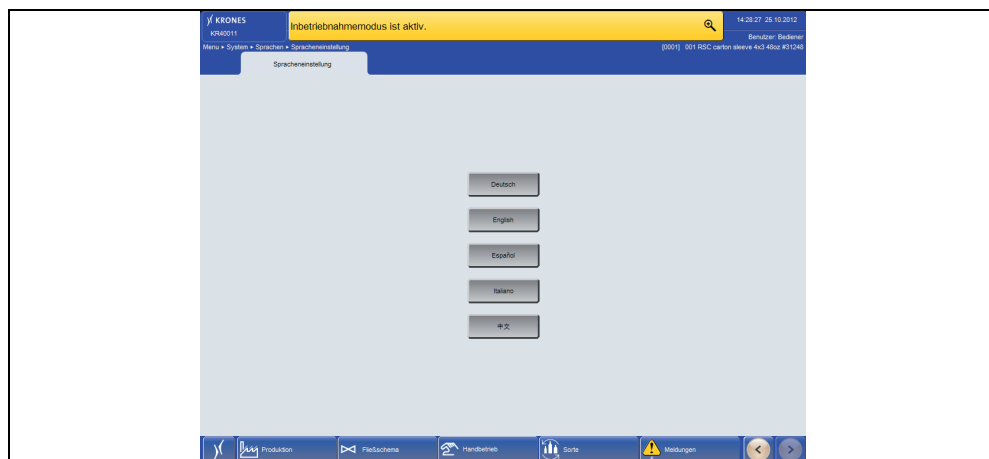 KRONES
KR40011
Inbetriebnahmemodus ist aktiv.
14:28:27 26.10.2012
Benutzer: Bediener
Menu ▸ System ▸ Sprachen ▸ Spracheneinstellung
[0001] 001 RSC carton sleeve 4x3 48oz #31248
Spracheneinstellung
Deutsch
English
Español
Italiano
中文
Produktion
Fließschema
Handbetrieb
Sorte
Meldungen